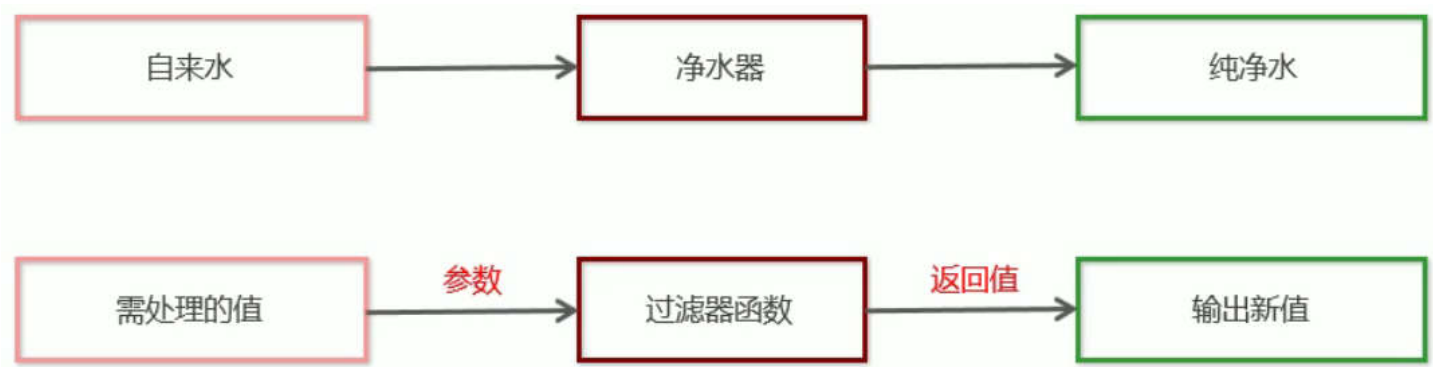 自来水
净水器
纯净水
需处理的值
参数
过滤器函数
返回值
输出新值